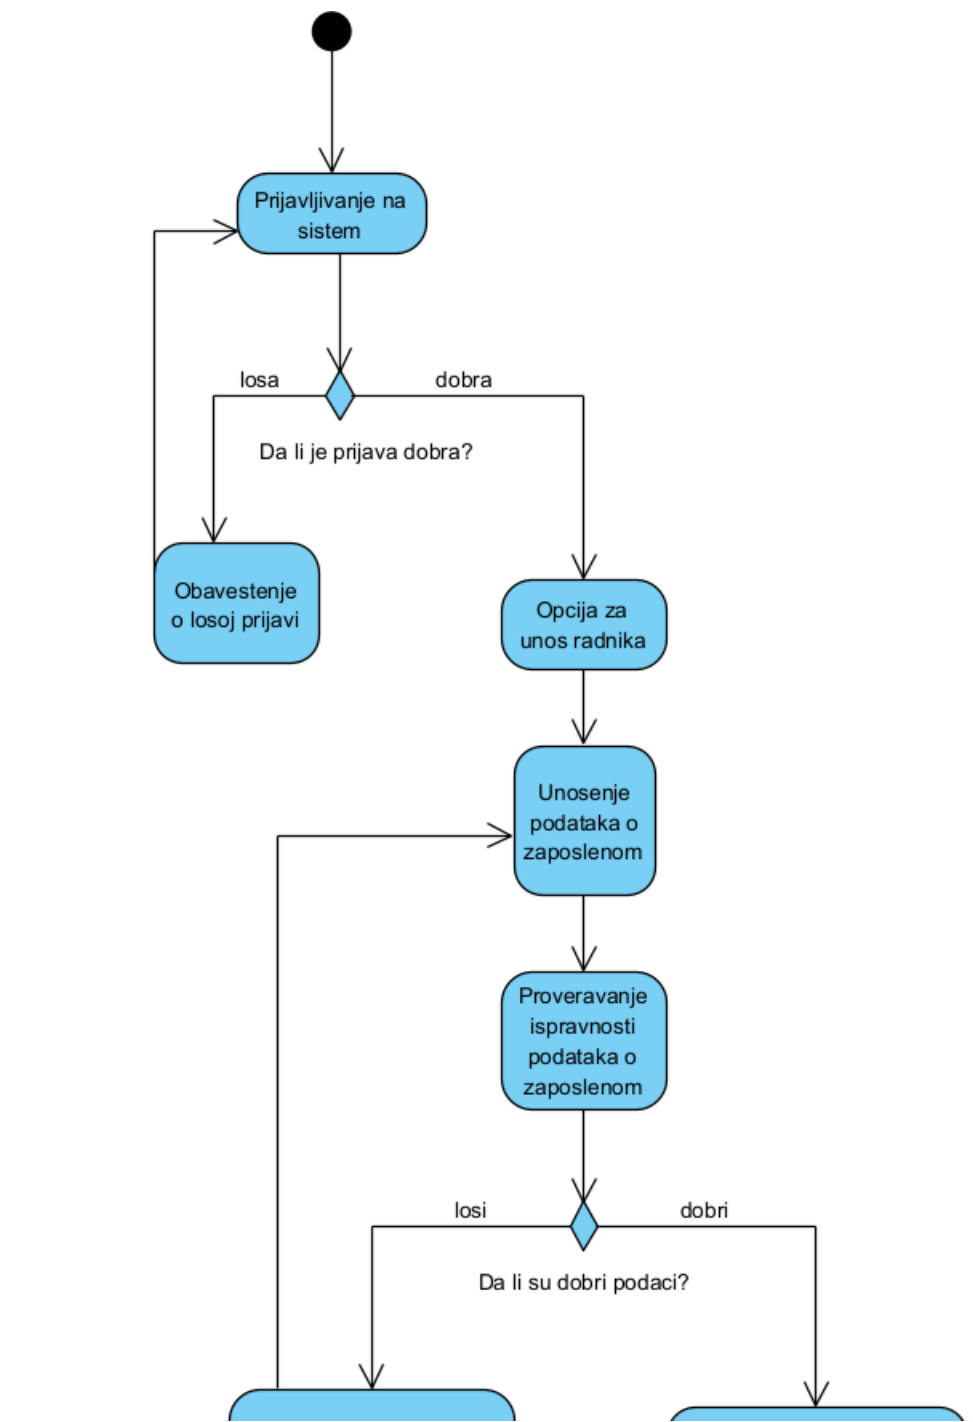 Prijavljivanje na
sistem
losa
dobra
Da li je prijava dobra?
Obavestenje
o losoj prijavi
Opcija za
unos radnika
Unosenje
podataka o
zaposlenom
Proveravanje
ispravnosti
podataka o
zaposlenom
losi
dobri
Da li su dobri podaci?